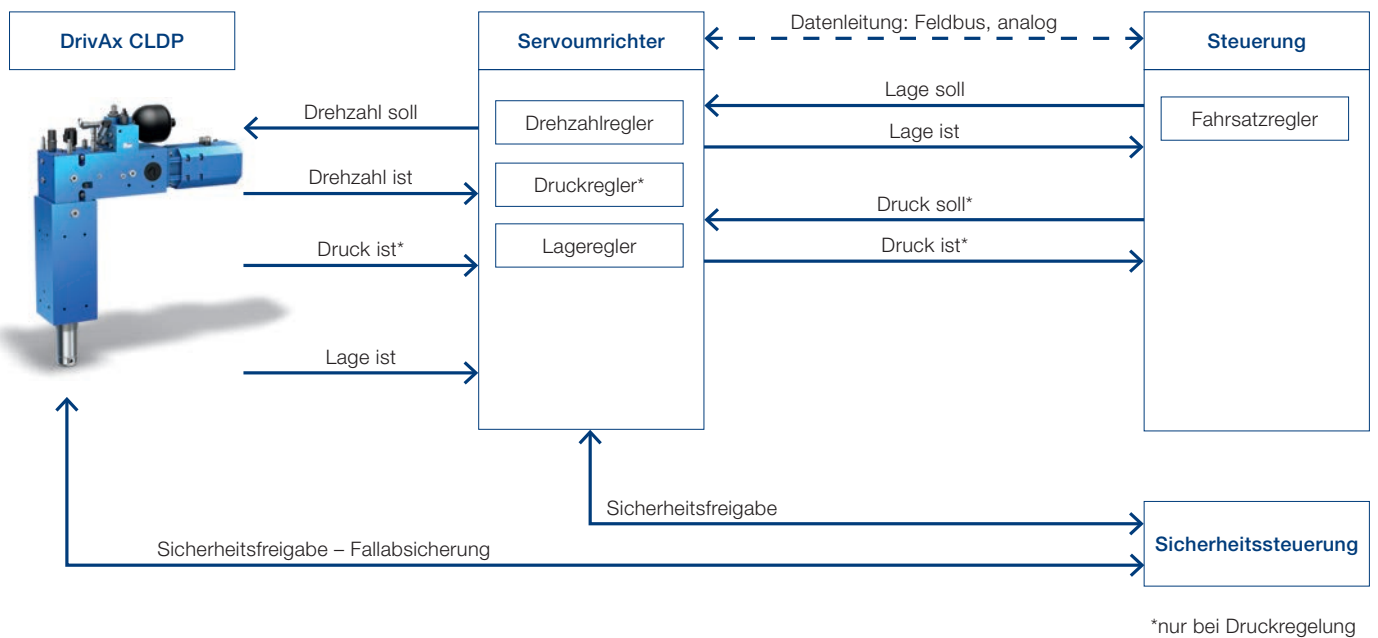 DrivAx CLDP
Servoumrichter
Datenleitung: Feldbus, analog
Steuerung
Drehzahl soll
Drehzahl ist
Druck ist*
Lage ist
Drehzahlregler
Druckregler*
Lageregler
Lage soll
Lage ist
Druck soll*
Druck ist*
Fahrsatzregler
Sicherheitsfreigabe
Sicherheitsfreigabe – Fallabsicherung
Sicherheitssteuerung
*nur bei Druckregelung